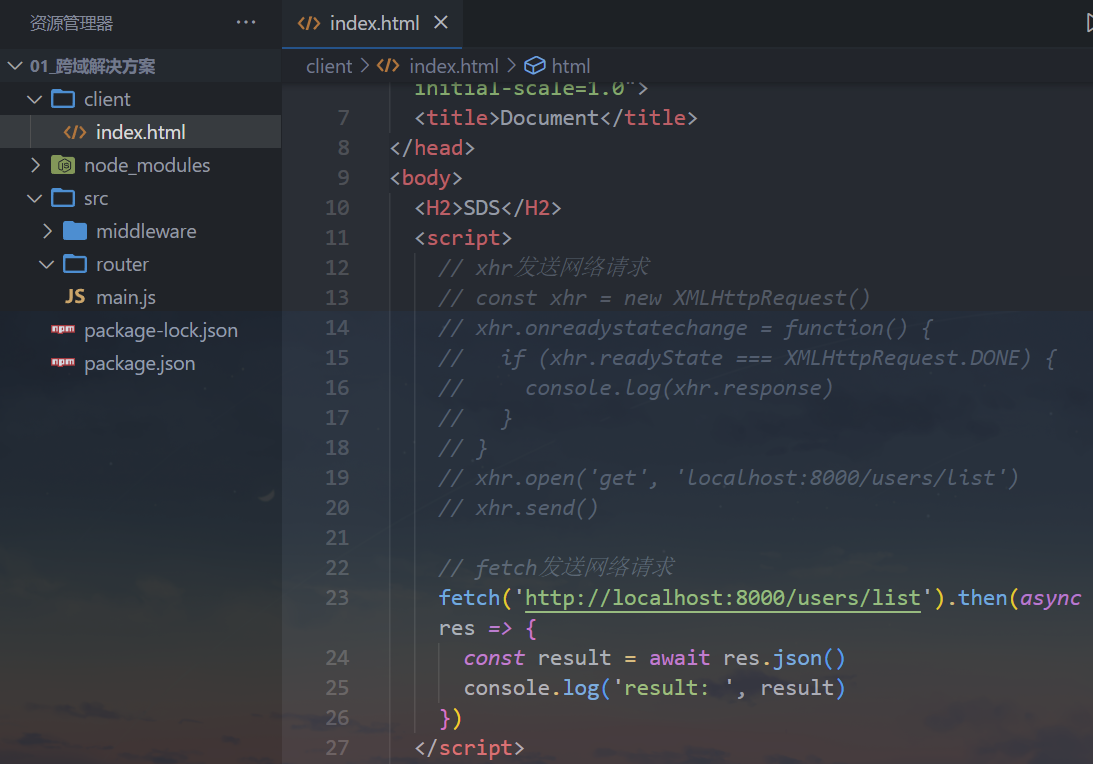 资源管理器
···
index.html
01_跨域解决方案
client
index.html
node_modules
src
middleware
router
JS main.js
npm package-lock.json
npm package.json
client > index.html > html
initial-scale=1.0">
7 <title>Document</title>
8 </head>
9 <body>
10 <H2>SDS</H2>
11 <script>
12 // xhr发送网络请求
13 // const xhr = new XMLHttpRequest()
14 // xhr.onreadystatechange = function() {
15 //   if (xhr.readyState === XMLHttpRequest.DONE) {
16 //     console.log(xhr.response)
17 //   }
18 // }
19 // xhr.open('get', 'localhost:8000/users/list')
20 // xhr.send()
21
22 // fetch发送网络请求
23 fetch('http://localhost:8000/users/list').then(async
res => {
24 const result = await res.json()
25 console.log('result: ', result)
26 })
27 </script>